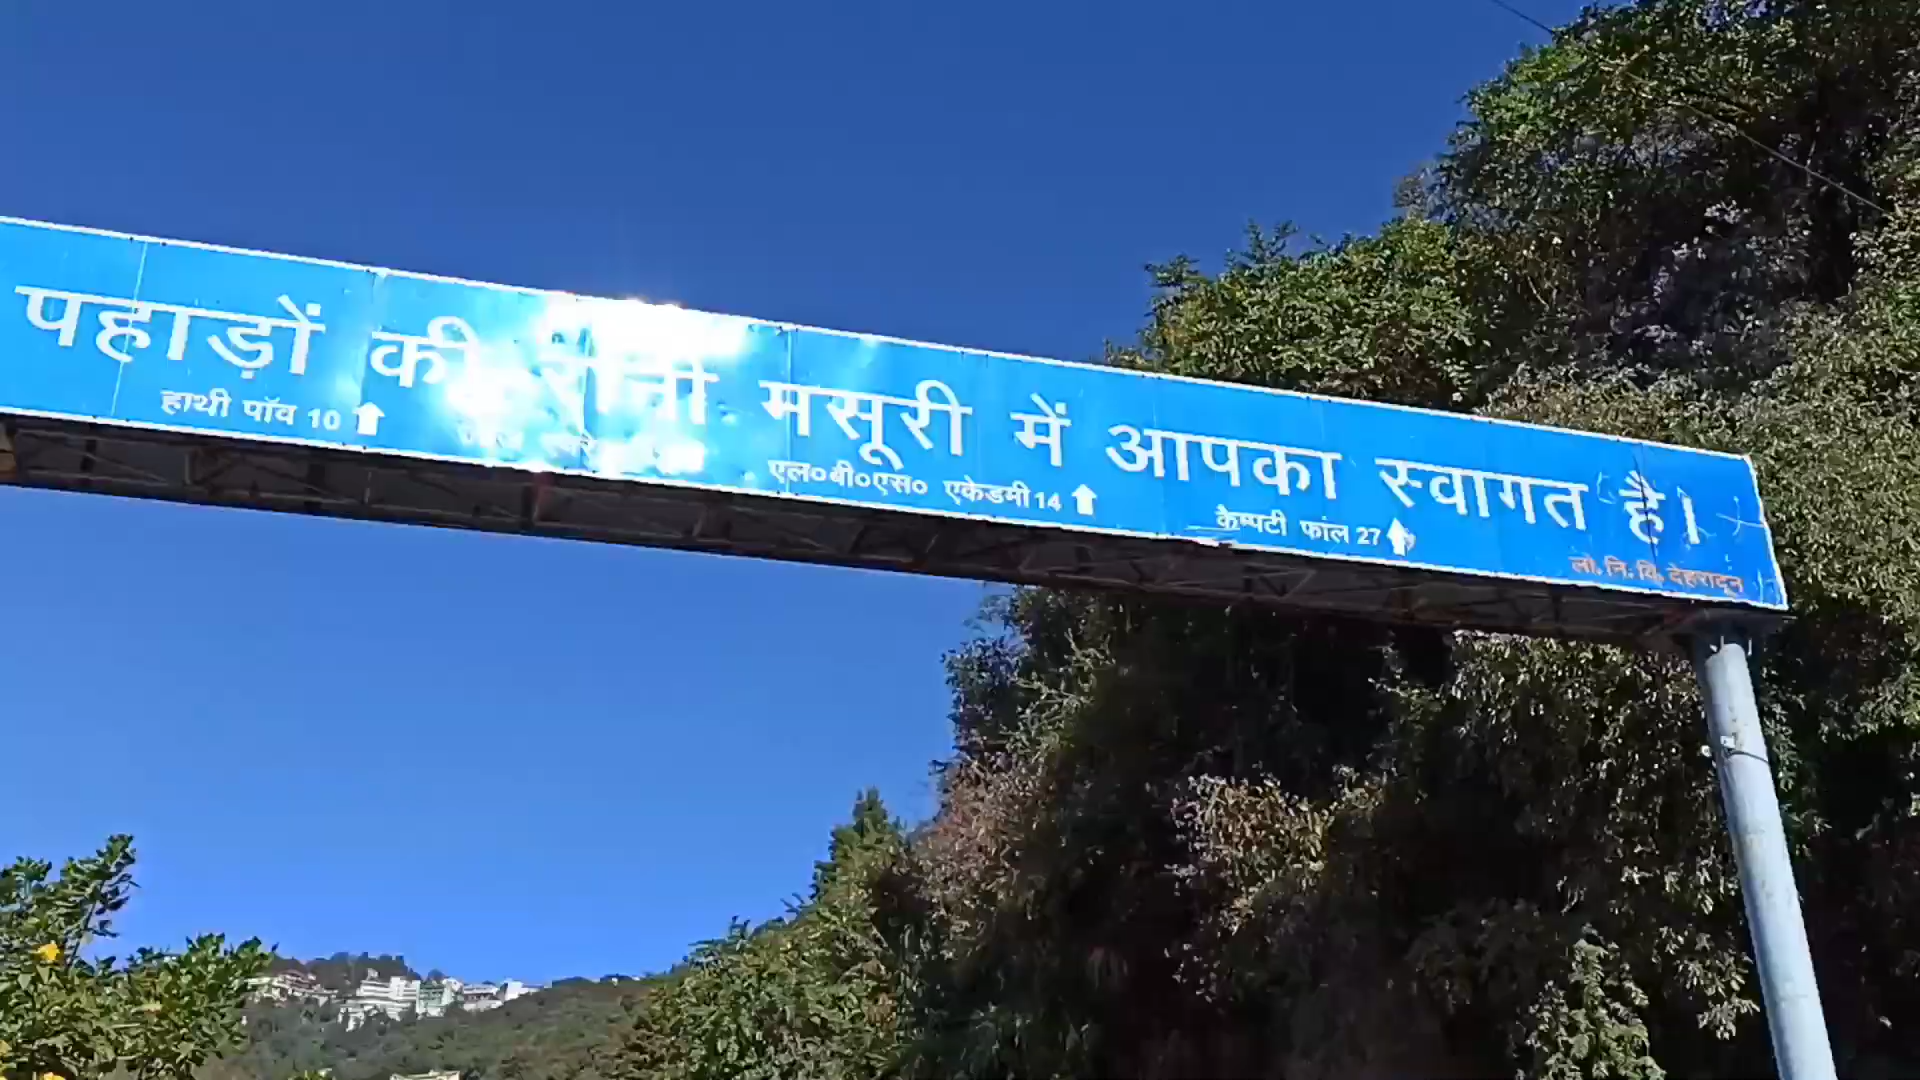 पहाड़ों की रानी मसूरी में आपका स्वागत है।
हाथी पॉव 10 एल०बी०एस० एकेडमी 14 कैम्पटी फॉल 27
लो. नि. वि. देहरादून